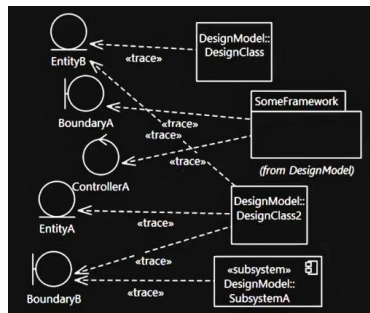 DesignModel::
DesignClass
EntityB
«trace»
SomeFramework
BoundaryA
«trace»
«trace»
(from DesignModel)
ControllerA
DesignModel::
DesignClass2
EntityA
«trace»
«subsystem»
DesignModel::
SubsystemA
«trace»
BoundaryB
«trace»